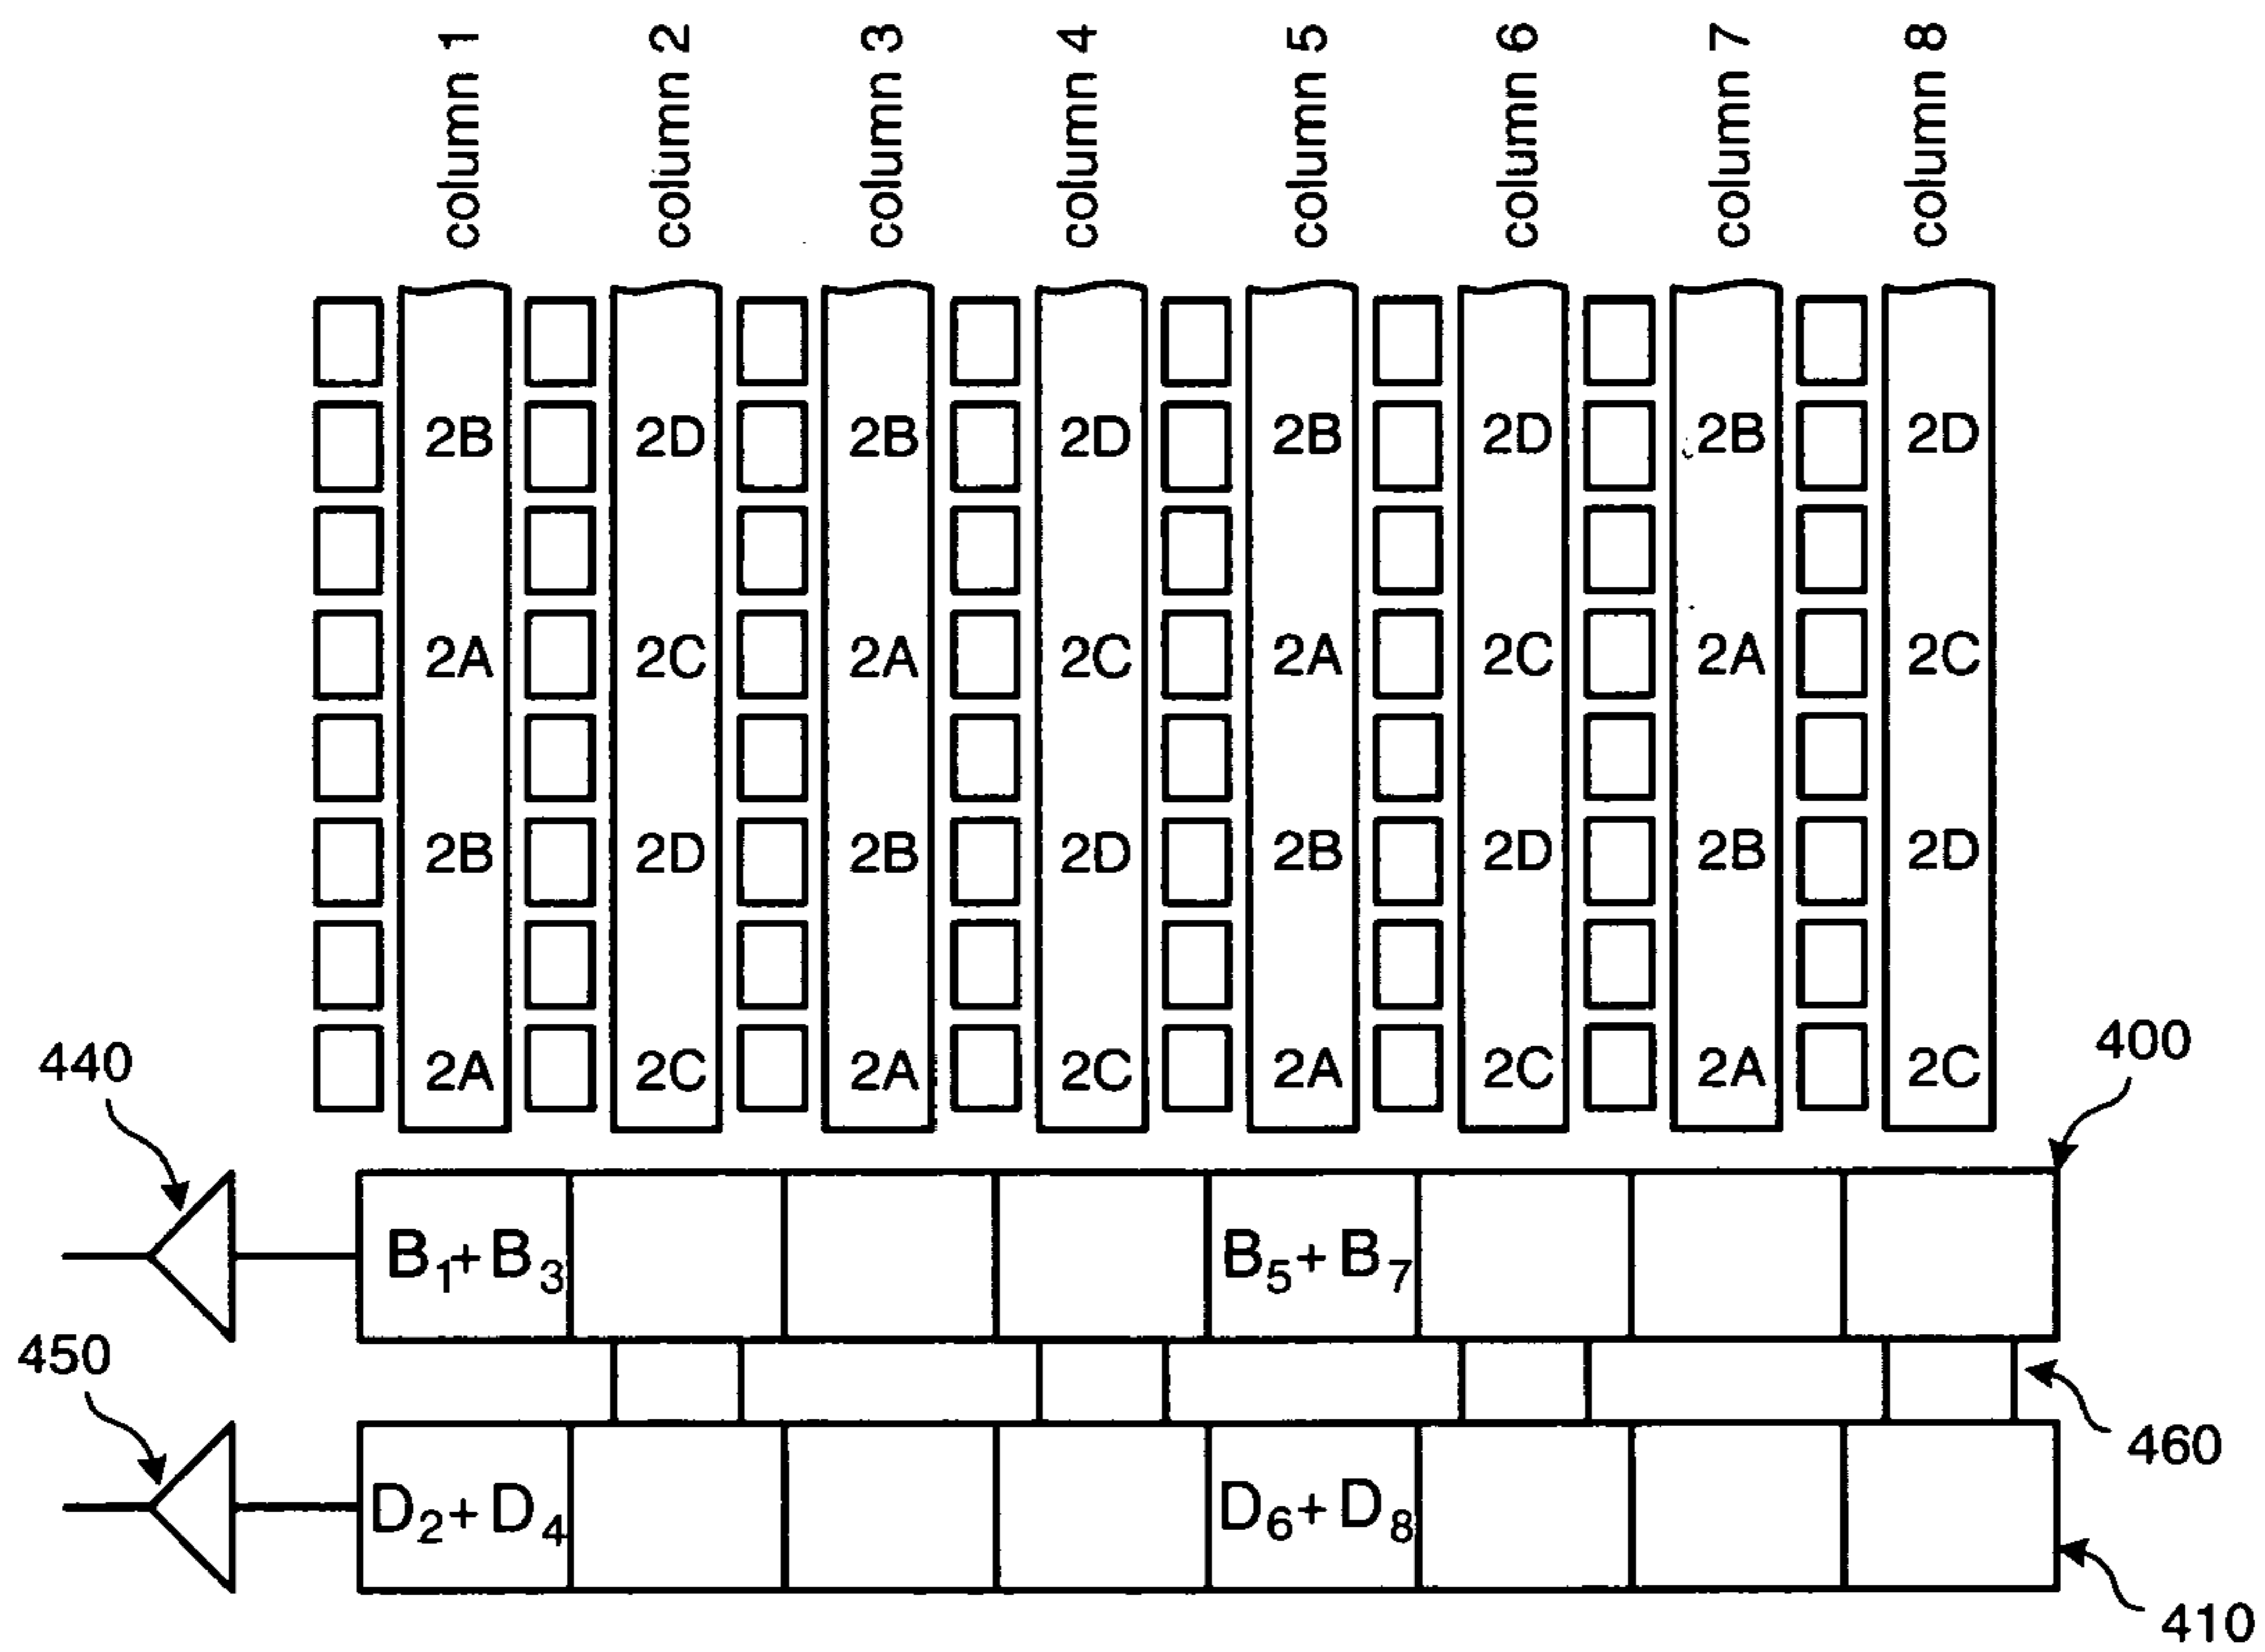 column 1 column 2 column 3 column 4 column 5 column 6 column 7 column 8
2B 2D 2B 2D 2B 2D 2B 2D
2A 2C 2A 2C 2A 2C 2A 2C
2B 2D 2B 2D 2B 2D 2B 2D
2A 2C 2A 2C 2A 2C 2A 2C
440
400
B₁+B₃ B₅+B₇
450
460
D₂+D₄ D₆+D₈
410